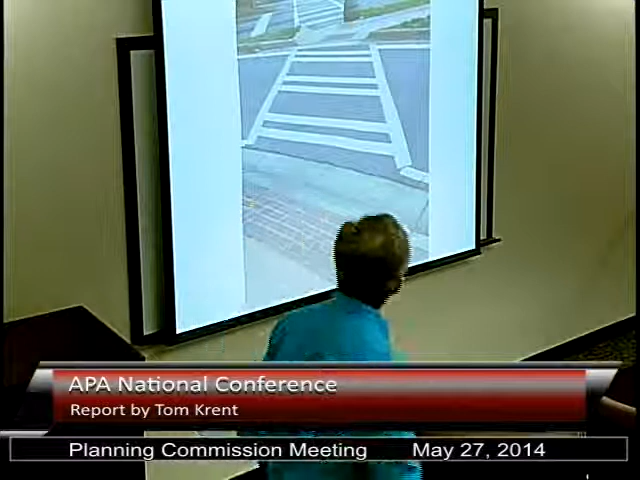 APA National Conference
Report by Tom Krent
Planning Commission Meeting May 27, 2014